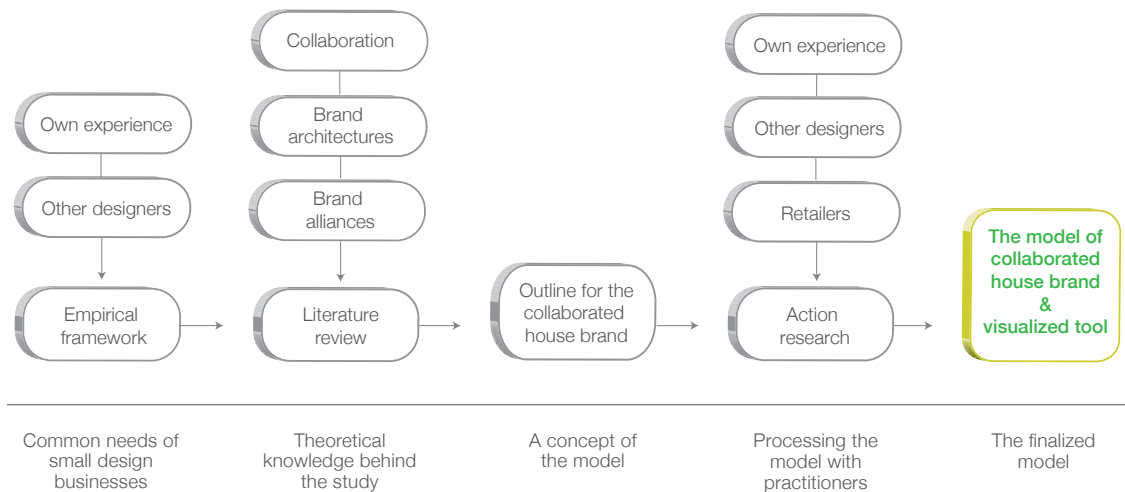 Own experience
Other designers
Empirical
framework
Collaboration
Brand
architectures
Brand
alliances
Literature
review
Outline for the
collaborated
house brand
Own experience
Other designers
Retailers
Action
research
The model of
collaborated
house brand
&
visualized tool
Common needs of
small design
businesses
Theoretical
knowledge behind
the study
A concept of
the model
Processing the
model with
practitioners
The finalized
model